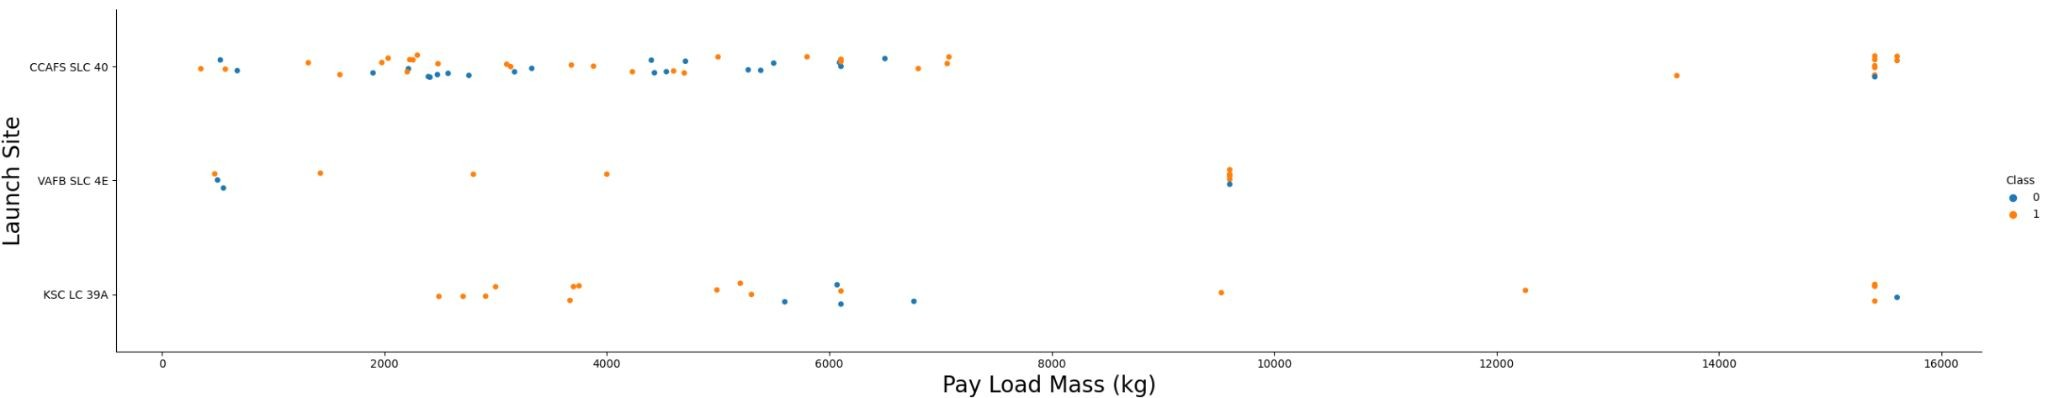 CCAFS SLC 40
VAFB SLC 4E
KSC LC 39A
Launch Site
0 2000 4000 6000 8000 10000 12000 14000 16000
Pay Load Mass (kg)
Class
0
1